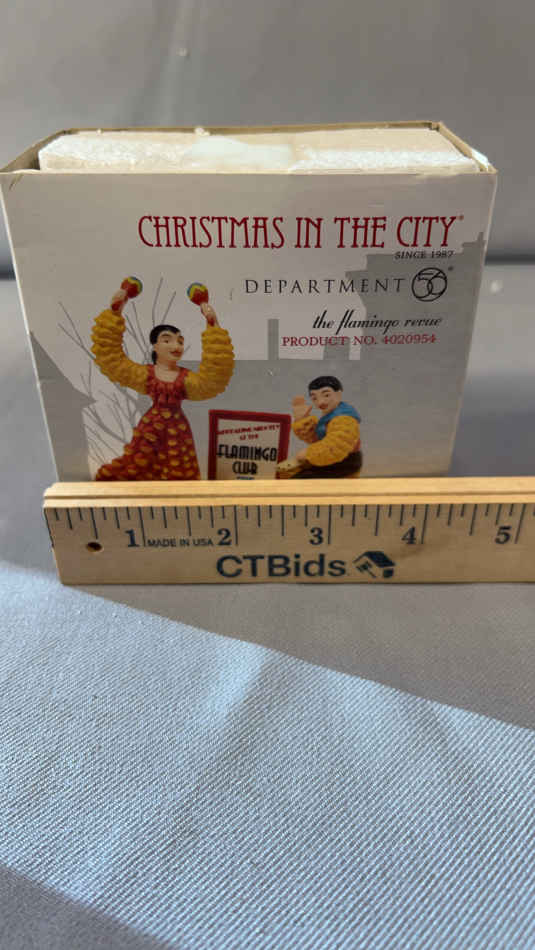 CHRISTMAS IN THE CITY®
SINCE 1987
DEPARTMENT 56®
the flamingo revue
PRODUCT NO. 4020954
FLAMINGO
CLUB
1 MADE IN USA 2 3 4 5
CTBids